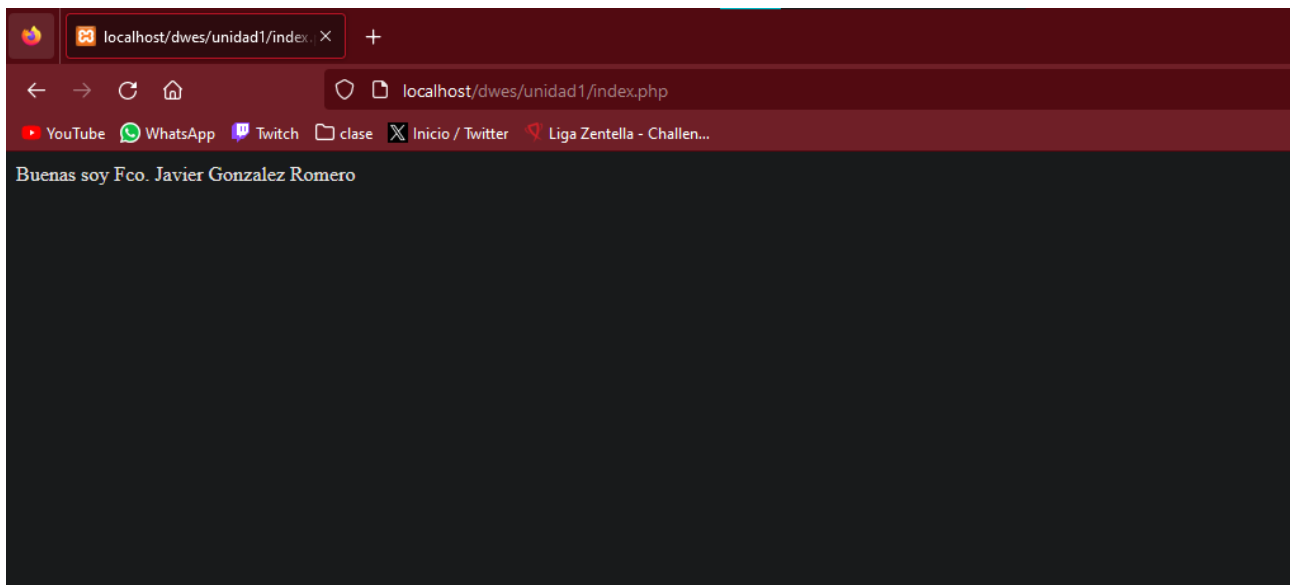 localhost/dwes/unidad1/index.
localhost/dwes/unidad1/index.php
YouTube WhatsApp Twitch clase Inicio / Twitter Liga Zentella - Challen...
Buenas soy Fco. Javier Gonzalez Romero